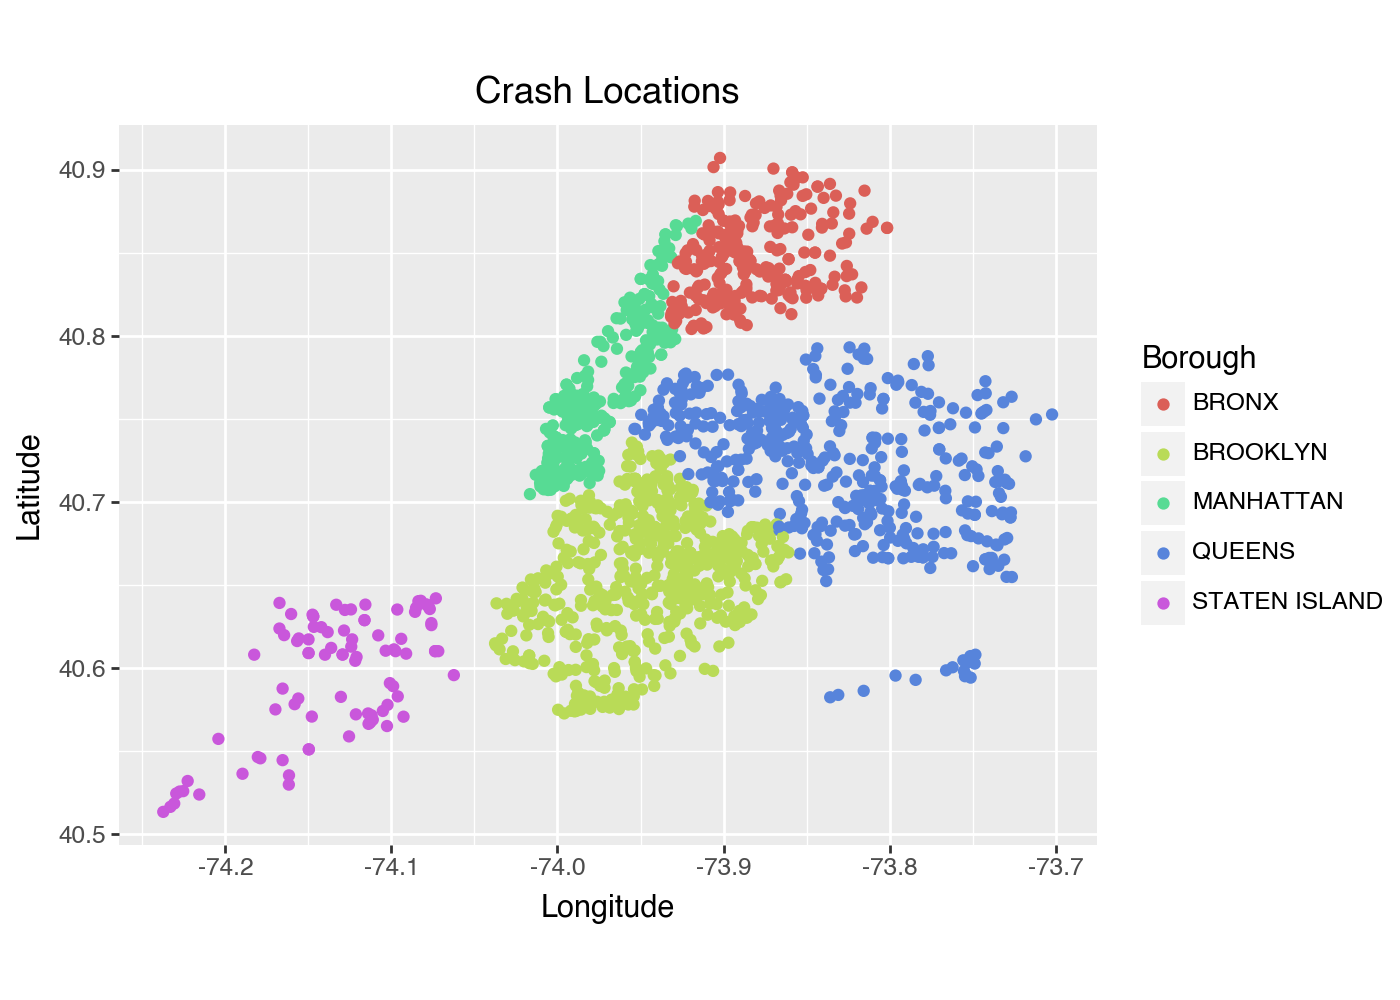 Crash Locations
Latitude
40.9
40.8
40.7
40.6
40.5
-74.2 -74.1 -74.0 -73.9 -73.8 -73.7
Longitude
Borough
BRONX
BROOKLYN
MANHATTAN
QUEENS
STATEN ISLAND